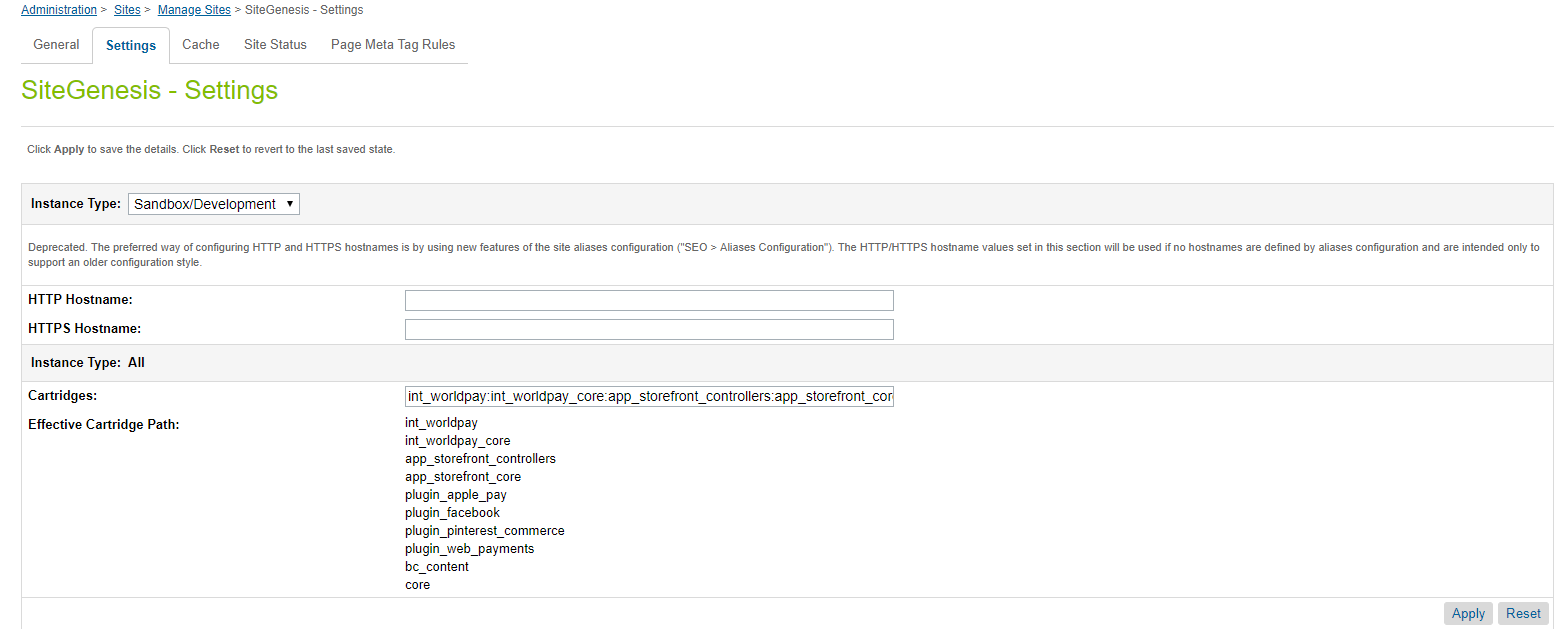 Administration > Sites > Manage Sites > SiteGenesis - Settings
General Settings Cache Site Status Page Meta Tag Rules
SiteGenesis - Settings
Click Apply to save the details. Click Reset to revert to the last saved state.
Instance Type: Sandbox/Development
Deprecated. The preferred way of configuring HTTP and HTTPS hostnames is by using new features of the site aliases configuration ("SEO > Aliases Configuration"). The HTTP/HTTPS hostname values set in this section will be used if no hostnames are defined by aliases configuration and are intended only to
support an older configuration style.
HTTP Hostname:
HTTPS Hostname:
Instance Type: All
Cartridges: int_worldpay:int_worldpay_core:app_storefront_controllers:app_storefront_cor
Effective Cartridge Path: int_worldpay
int_worldpay_core
app_storefront_controllers
app_storefront_core
plugin_apple_pay
plugin_facebook
plugin_pinterest_commerce
plugin_web_payments
bc_content
core
Apply Reset